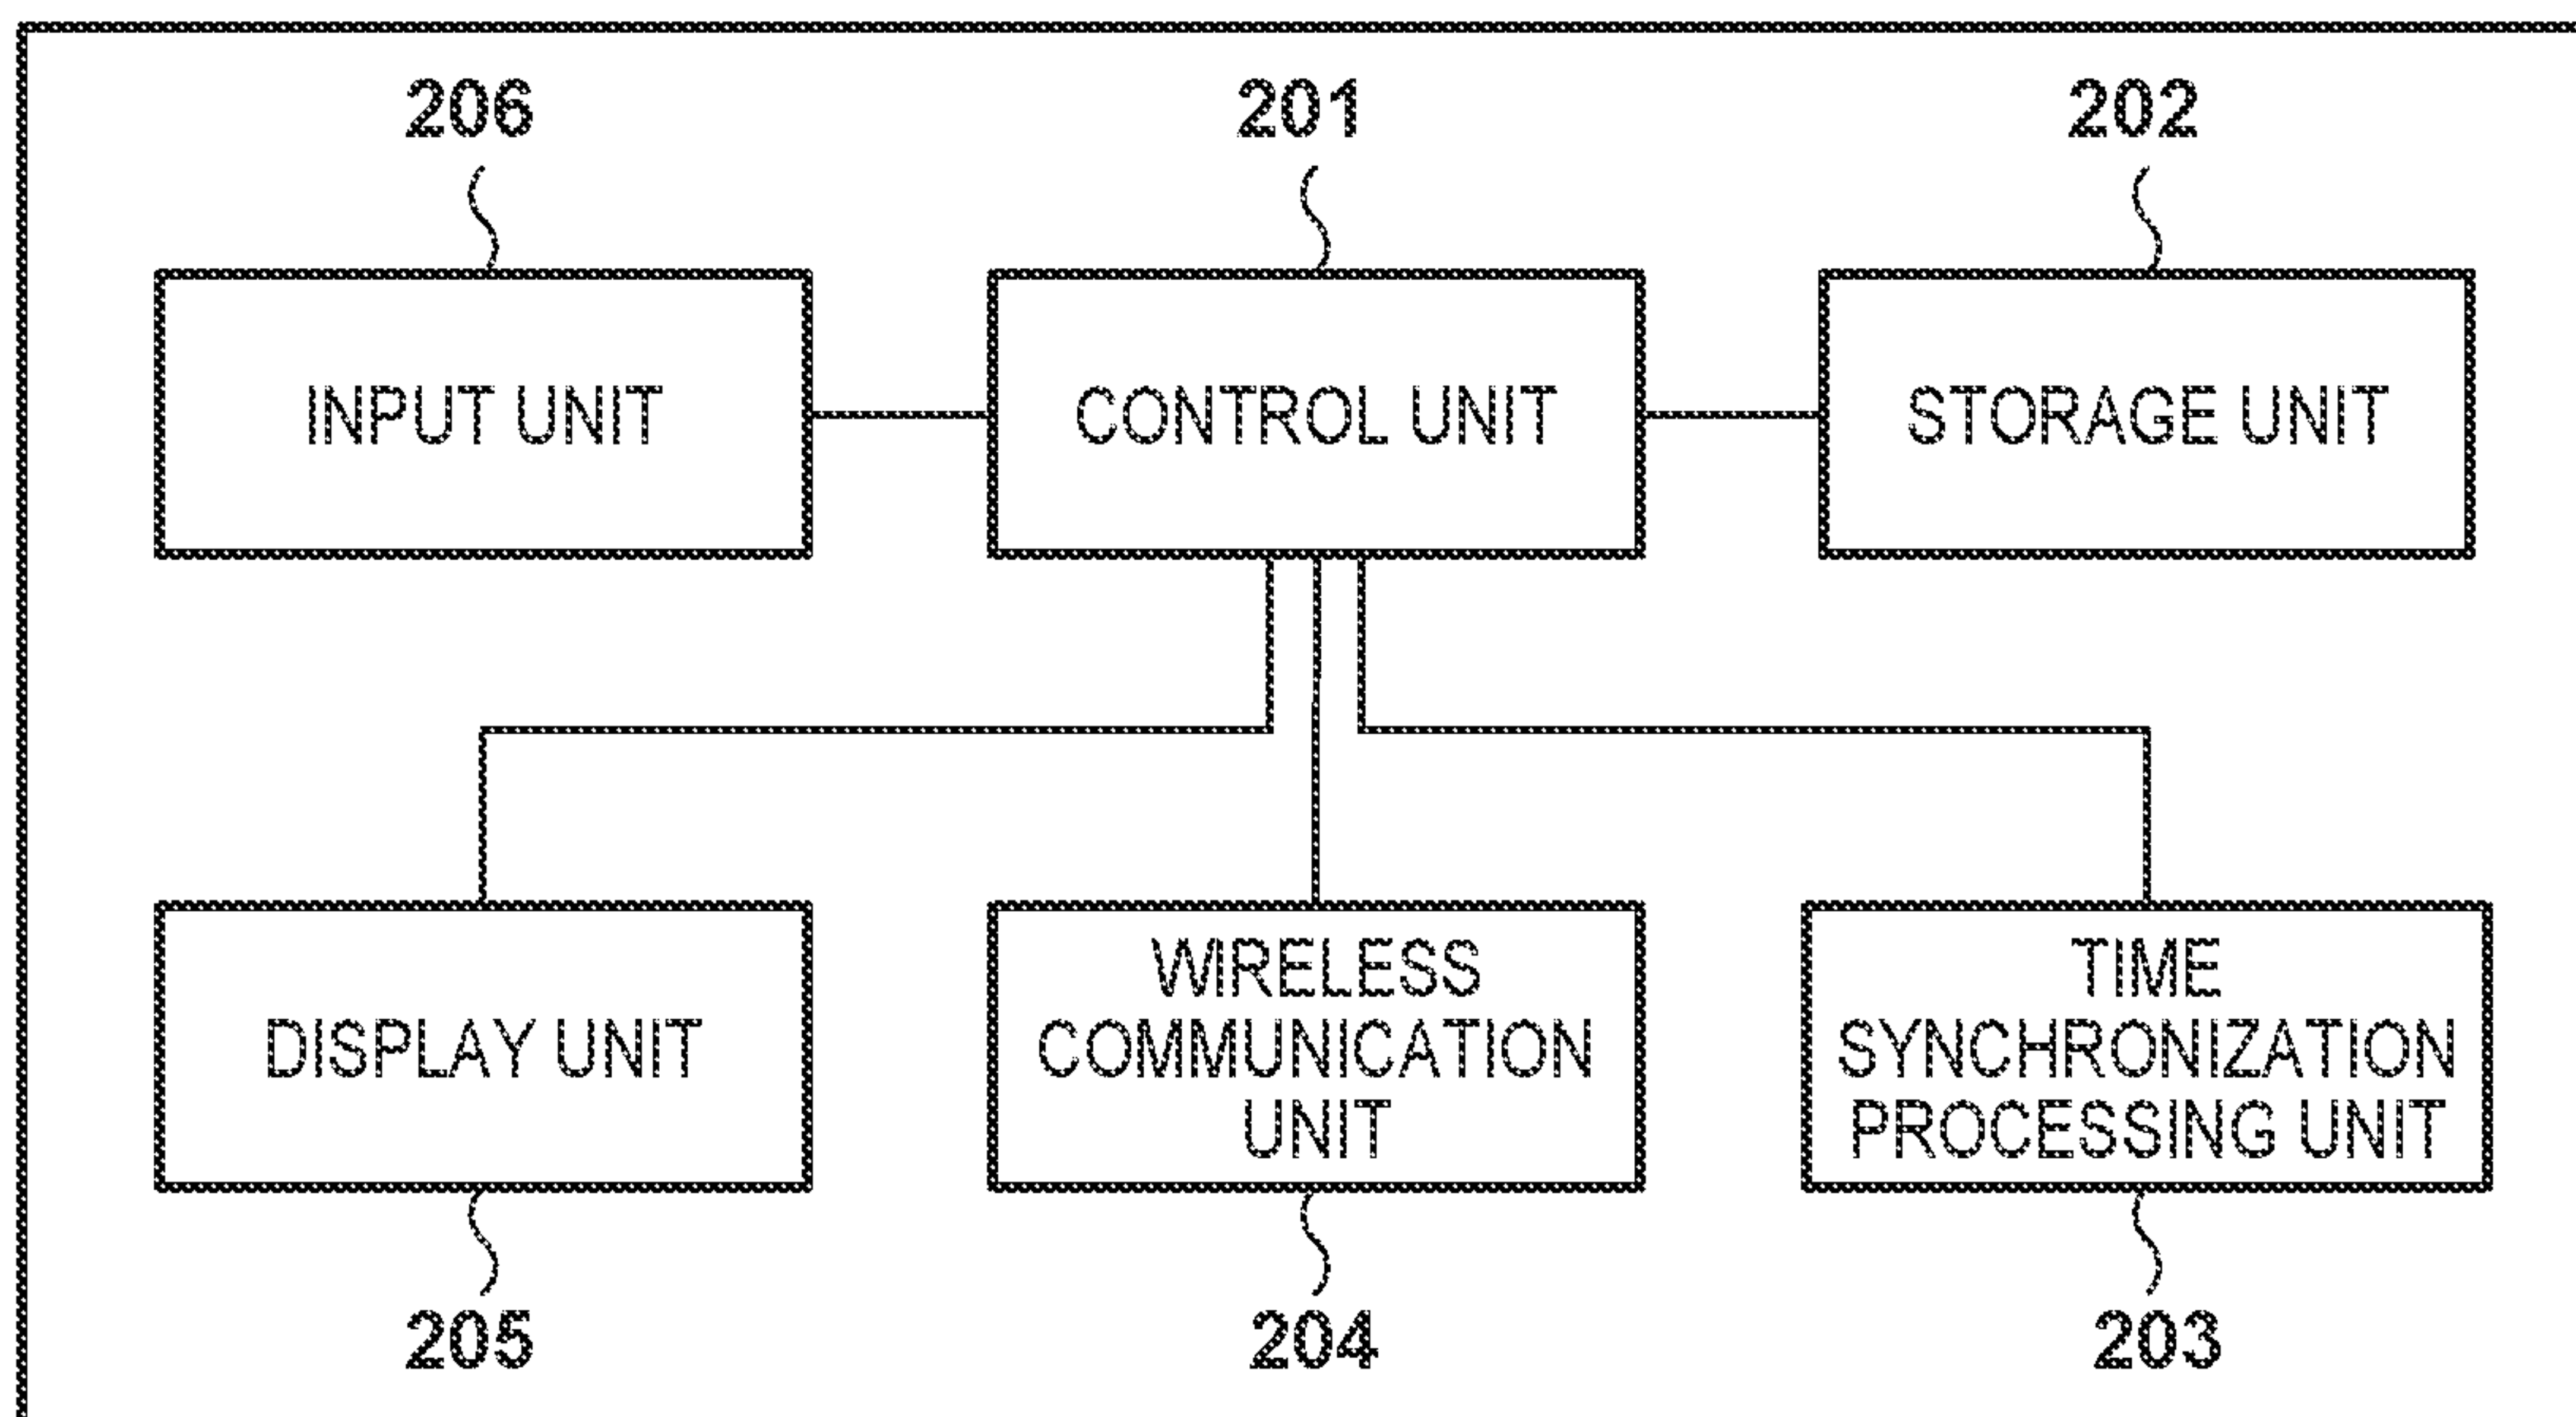 206
201
202
INPUT UNIT
CONTROL UNIT
STORAGE UNIT
DISPLAY UNIT
WIRELESS
COMMUNICATION
UNIT
TIME
SYNCHRONIZATION
PROCESSING UNIT
205
204
203